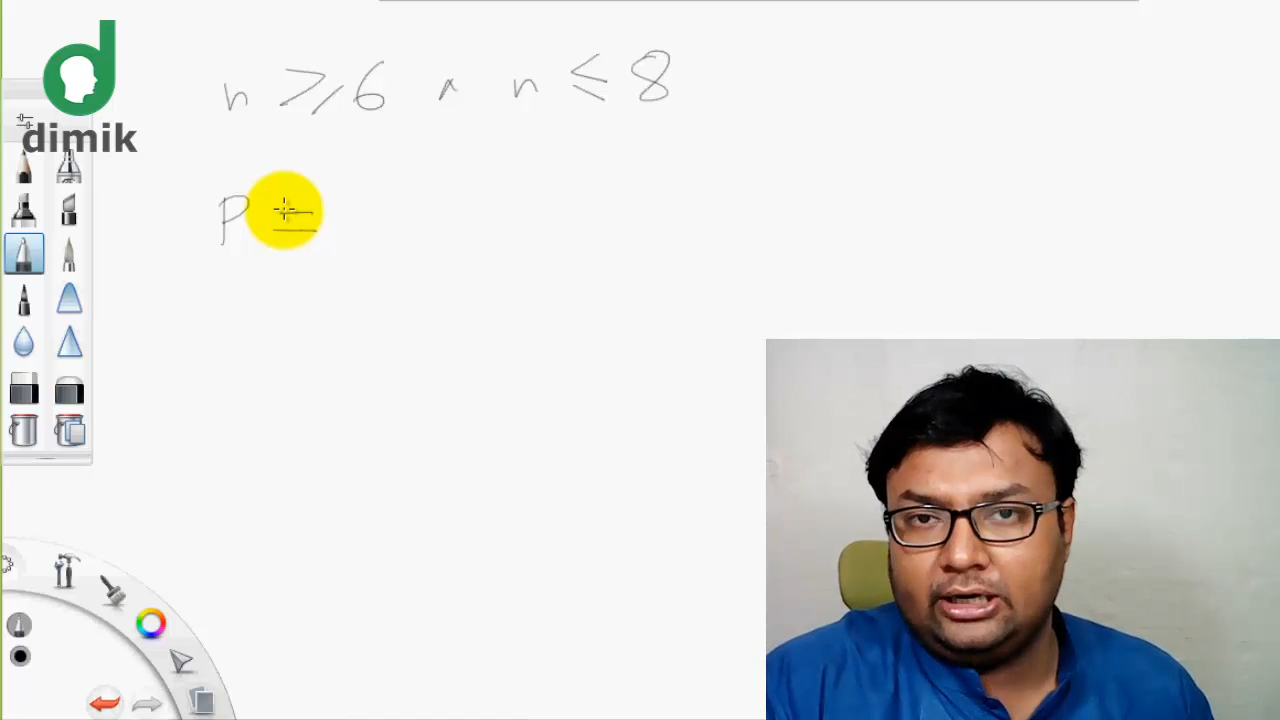 dimik
n ≥ 6 ∧ n ≤ 8
P =